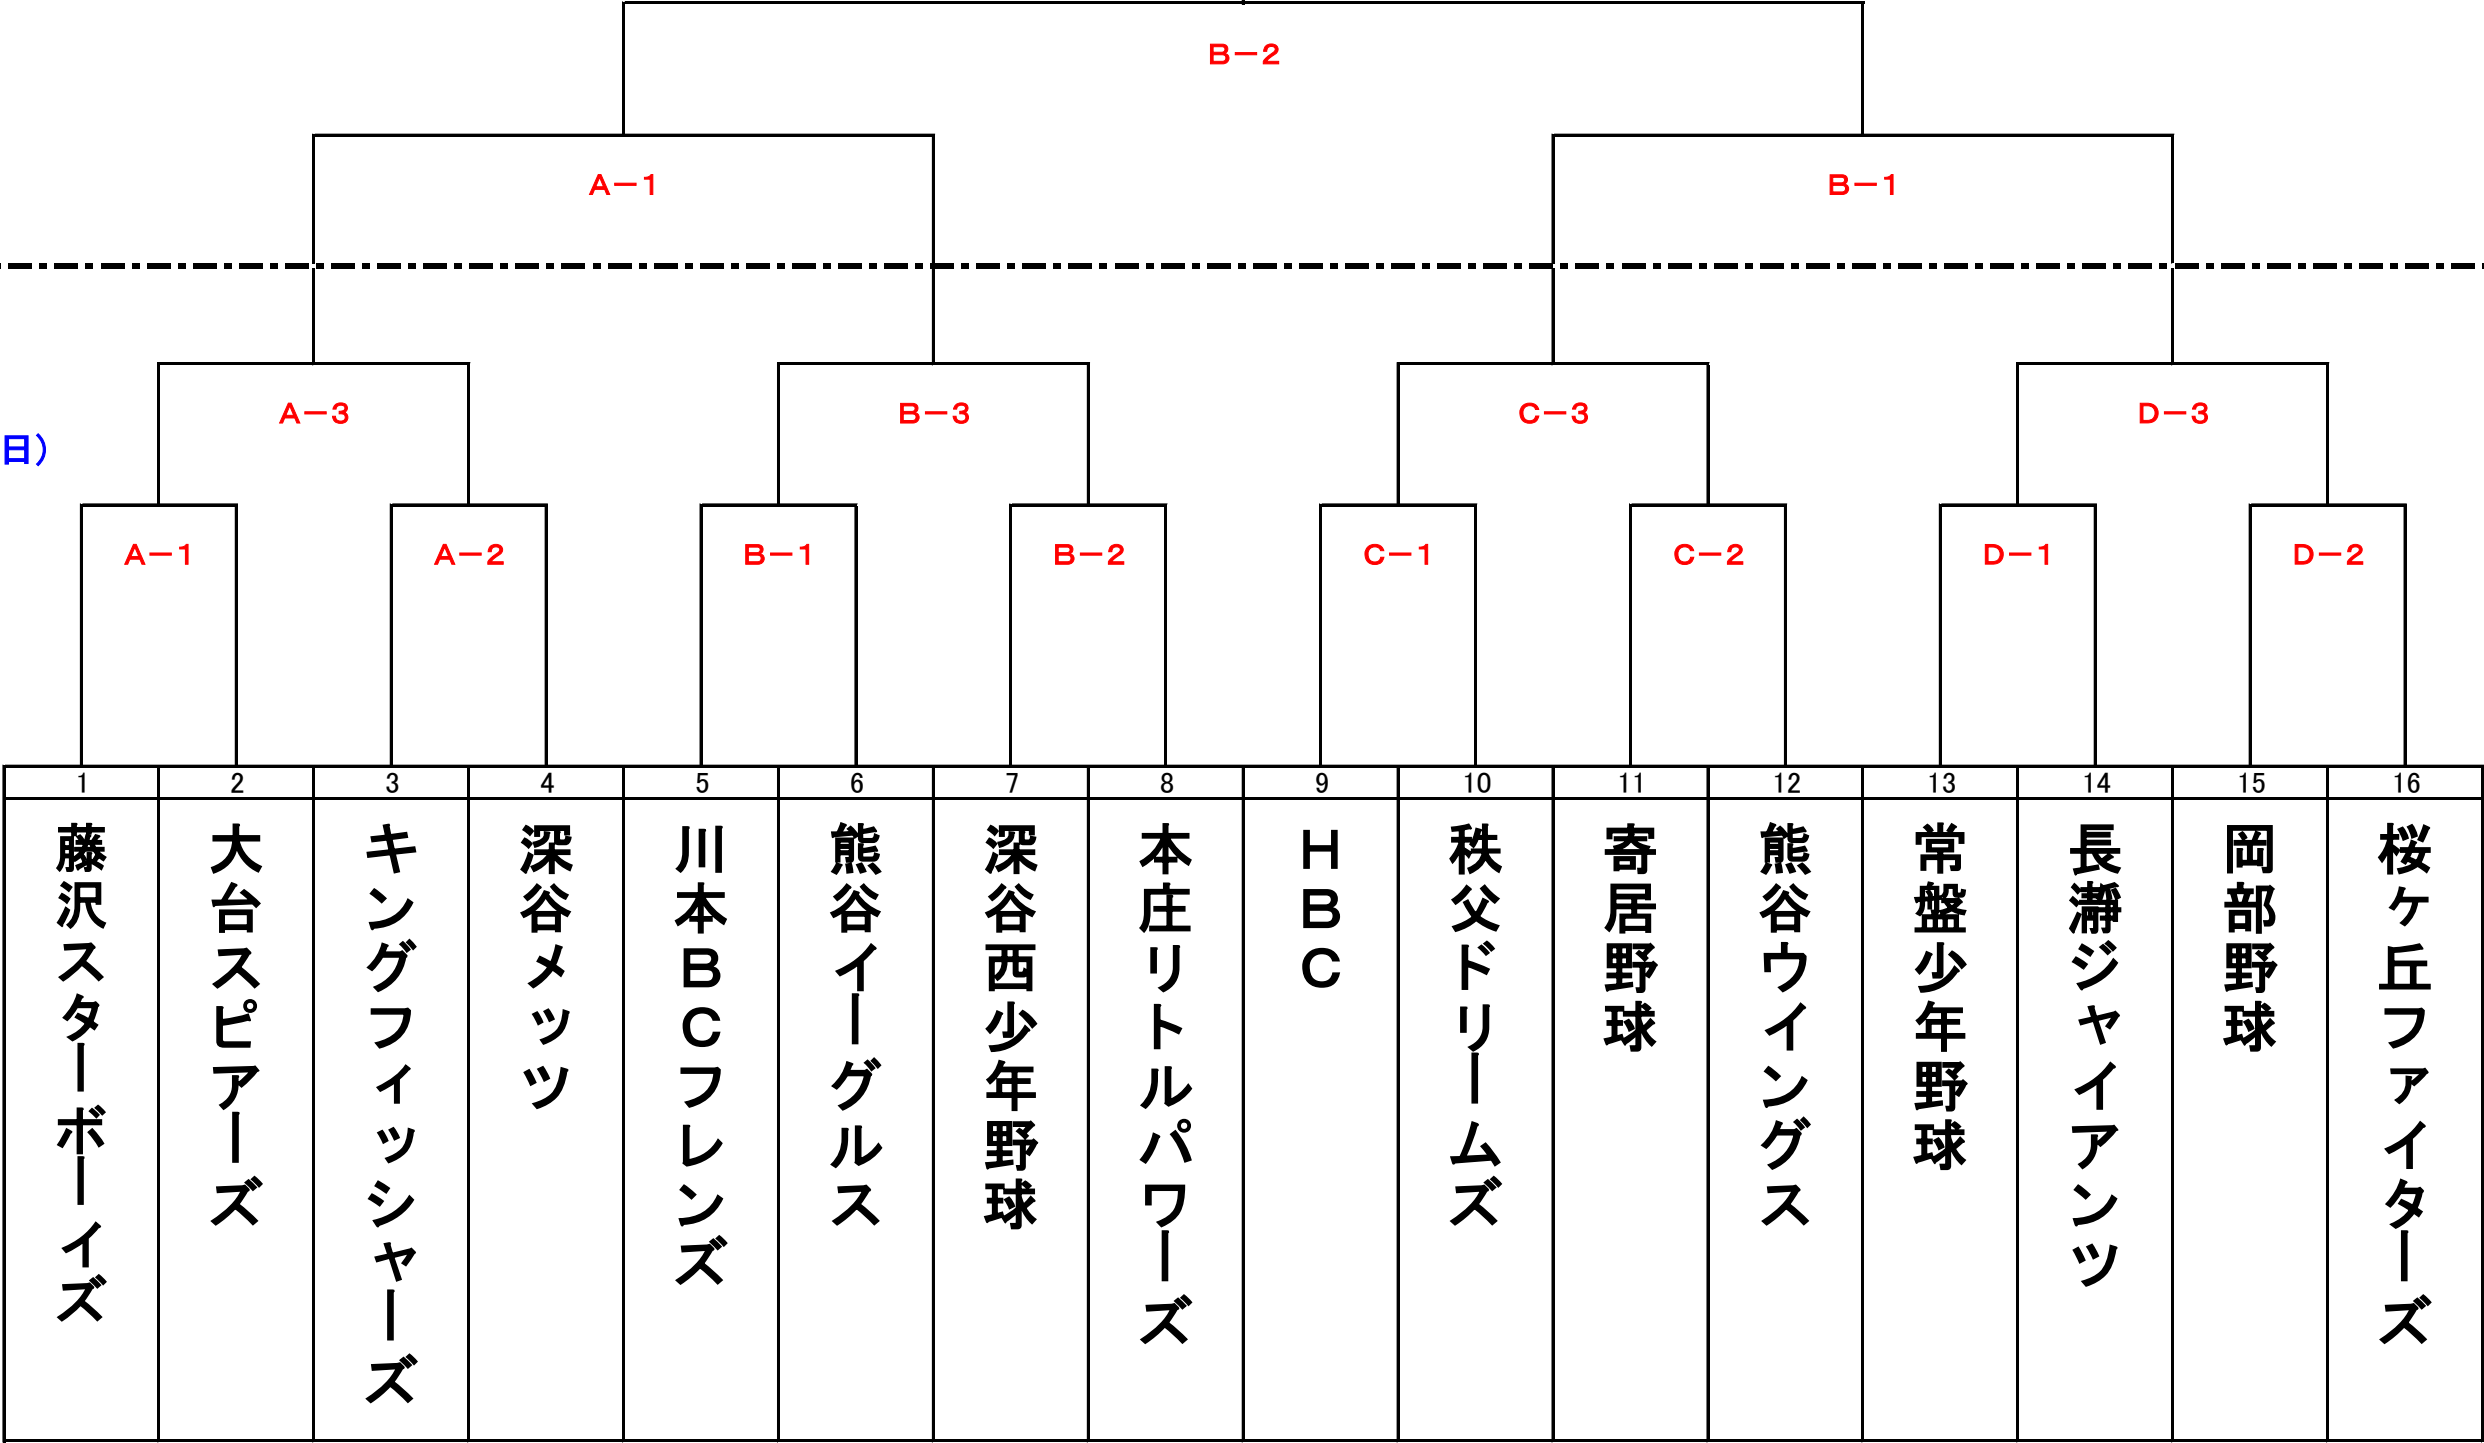 B－2
A－1
B－1
A－3
B－3
C－3
D－3
日）
A－1
A－2
B－1
B－2
C－1
C－2
D－1
D－2
1
2
3
4
5
6
7
8
9
10
11
12
13
14
15
16
藤沢スターボーイズ
大台スピアーズ
キングフィッシャーズ
深谷メッツ
川本BCフレンズ
熊谷イーグルス
深谷西少年野球
本庄リトルパワーズ
HBC
秩父ドリームズ
寄居野球
熊谷ウイングス
常盤少年野球
長瀞ジャイアンツ
岡部野球
桜ヶ丘ファイターズ